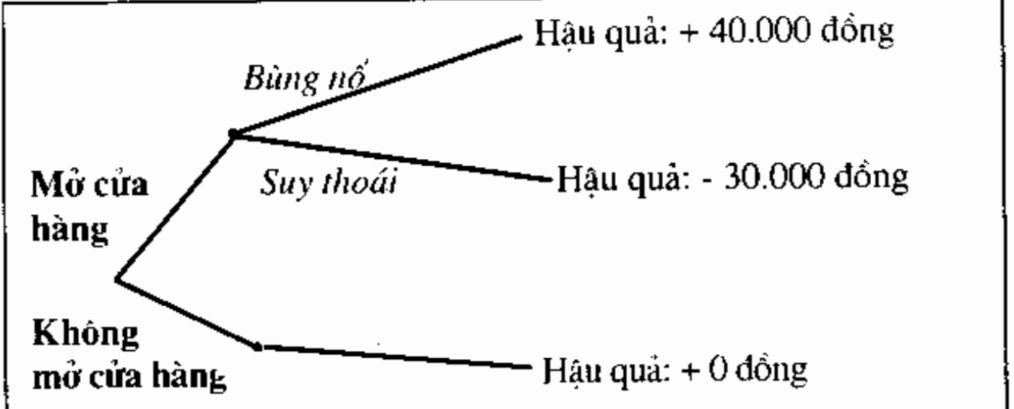 Hậu quả: + 40.000 đồng
Bùng nổ
Mở cửa
hàng
Suy thoái
Hậu quả: - 30.000 đồng
Không
mở cửa hàng
Hậu quả: + 0 đồng